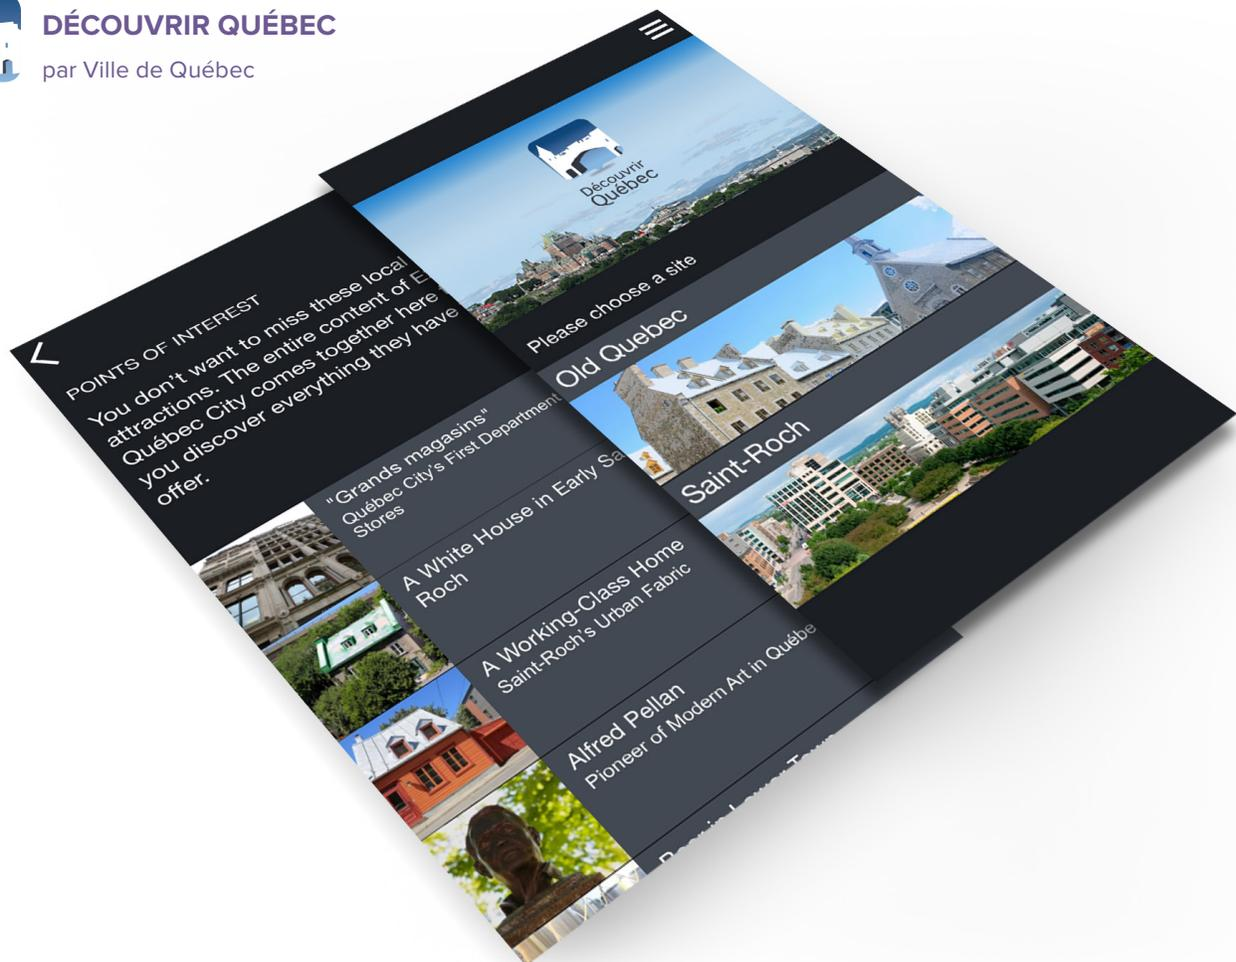 DÉCOUVRIR QUÉBEC
par Ville de Québec
Découvrir
Québec
Please choose a site
Old Quebec
Saint-Roch
POINTS OF INTEREST
You don't want to miss these local
attractions. The entire content of
Québec City comes together here
you discover everything they have
offer.
"Grands magasins"
Québec City's First Department
Stores
A White House in Early
Roch
A Working-Class Home
Saint-Roch's Urban Fabric
Alfred Pellan
Pioneer of Modern Art in